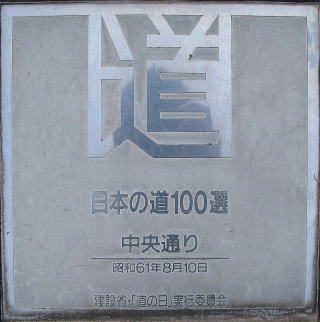 道
日本の道100選
中央通り
昭和61年8月10日
建設省・「道の日」実行委員会